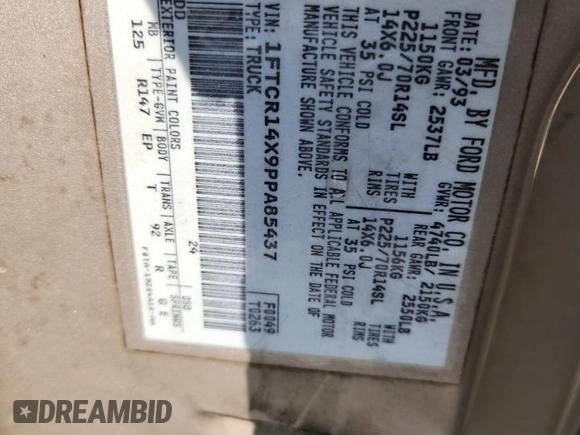 MFD. BY FORD MOTOR CO. IN U.S.A.
03/93 GVWR: 4740LB/ 2150KG
FRONT GAWR: 2537LB REAR GAWR: 2550LB
1150KG WITH 1156KG WITH
P225/70R14SL TIRES P225/70R14SL TIRES
14X6.0J RIMS 14X6.0J RIMS
AT 35 PSI COLD AT 35 PSI COLD
THIS VEHICLE CONFORMS TO ALL APPLICABLE FEDERAL MOTOR
VEHICLE SAFETY STANDARDS IN EFFECT ON THE DATE OF
MANUFACTURE SHOWN ABOVE.
VIN: 1FTCR14X9PPA85437 F0049
TRUCK T0263
EXTERIOR PAINT COLORS 24 DSO
WB TYPE-GVW BODY TRANS AXLE TAPE SPRINGS
125 R147 EP T 92 R G E
DREAMBID